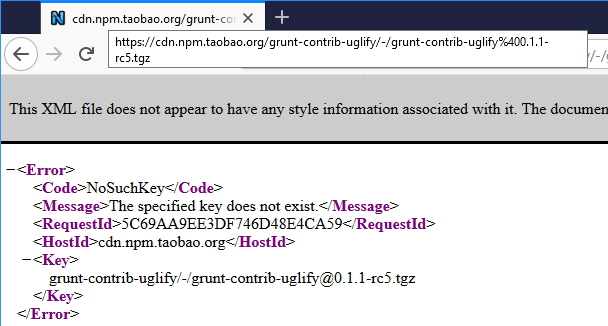 cdn.npm.taobao.org/grunt-con
https://cdn.npm.taobao.org/grunt-contrib-uglify/-/grunt-contrib-uglify%400.1.1-
rc5.tgz
This XML file does not appear to have any style information associated with it. The documen
−<Error>
<Code>NoSuchKey</Code>
<Message>The specified key does not exist.</Message>
<RequestId>5C69AA9EE3DF746D48E4CA59</RequestId>
<HostId>cdn.npm.taobao.org</HostId>
−<Key>
grunt-contrib-uglify/-/grunt-contrib-uglify@0.1.1-rc5.tgz
</Key>
</Error>